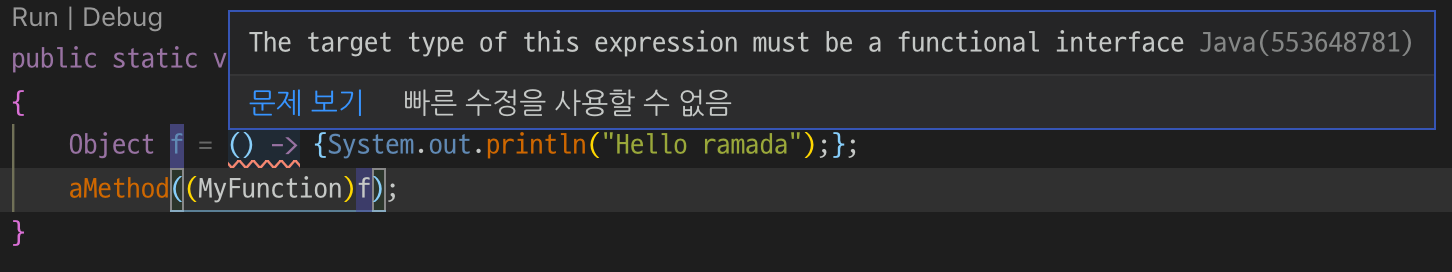 Run | Debug
The target type of this expression must be a functional interface Java(553648781)
public static v
문제 보기 빠른 수정을 사용할 수 없음
{
Object f = () -> {System.out.println("Hello ramada");};
aMethod((MyFunction)f);
}